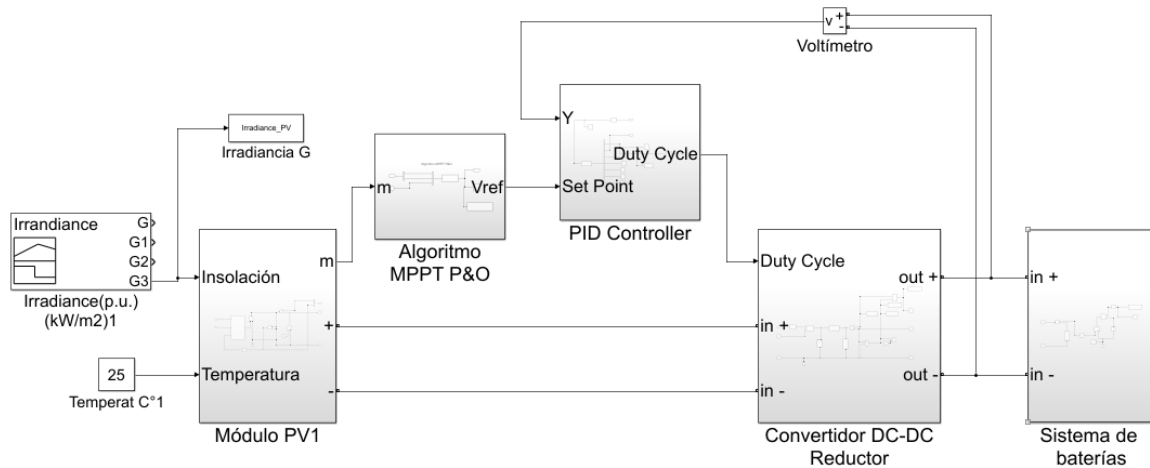 v
+
-
Voltímetro
Irradiance_PV
Irradiancia G
Y
Duty Cycle
Set Point
PID Controller
m
Vref
Algoritmo
MPPT P&O
Irrandiance
G
G1
G2
G3
Irradiance(p.u.)
(kW/m2)1
Insolación
m
+
Temperatura
-
Módulo PV1
25
Temperat C°1
Duty Cycle
out +
in +
out -
in -
Convertidor DC-DC
Reductor
in +
in -
Sistema de
baterías